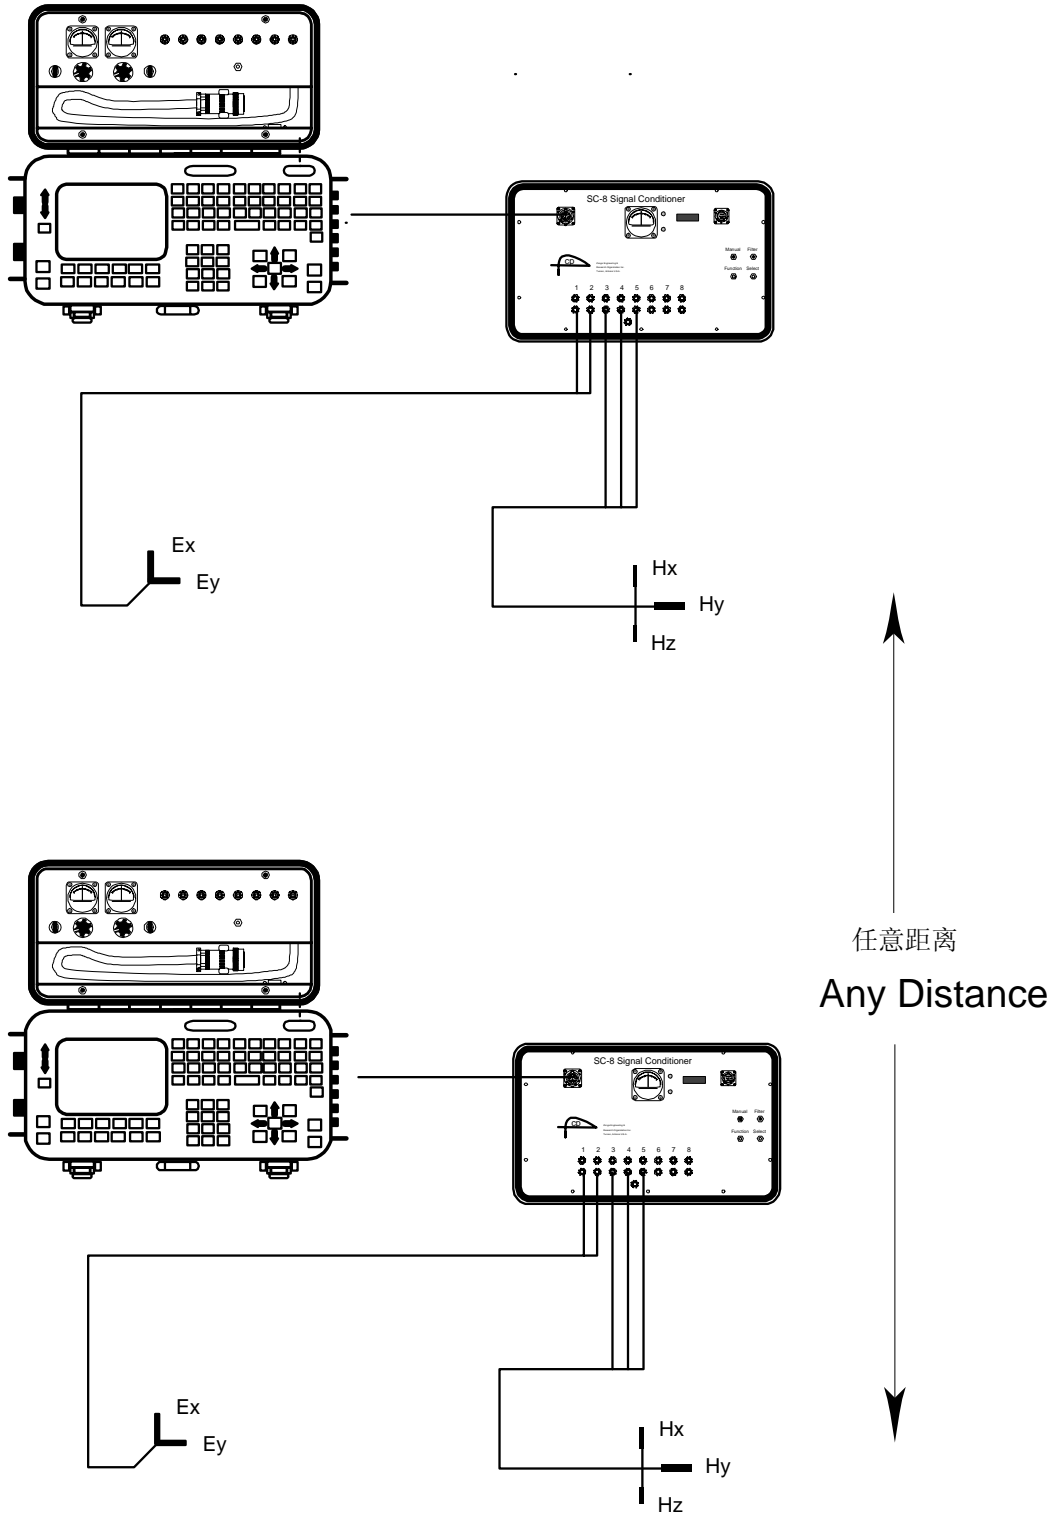 SC-8 Signal Conditioner
Manual Filter
CD
Function Select
1 2 3 4 5 6 7 8
Ex
Ey
Hx
Hy
Hz
任意距离
Any Distance
SC-8 Signal Conditioner
Manual Filter
CD
Function Select
1 2 3 4 5 6 7 8
Ex
Ey
Hx
Hy
Hz